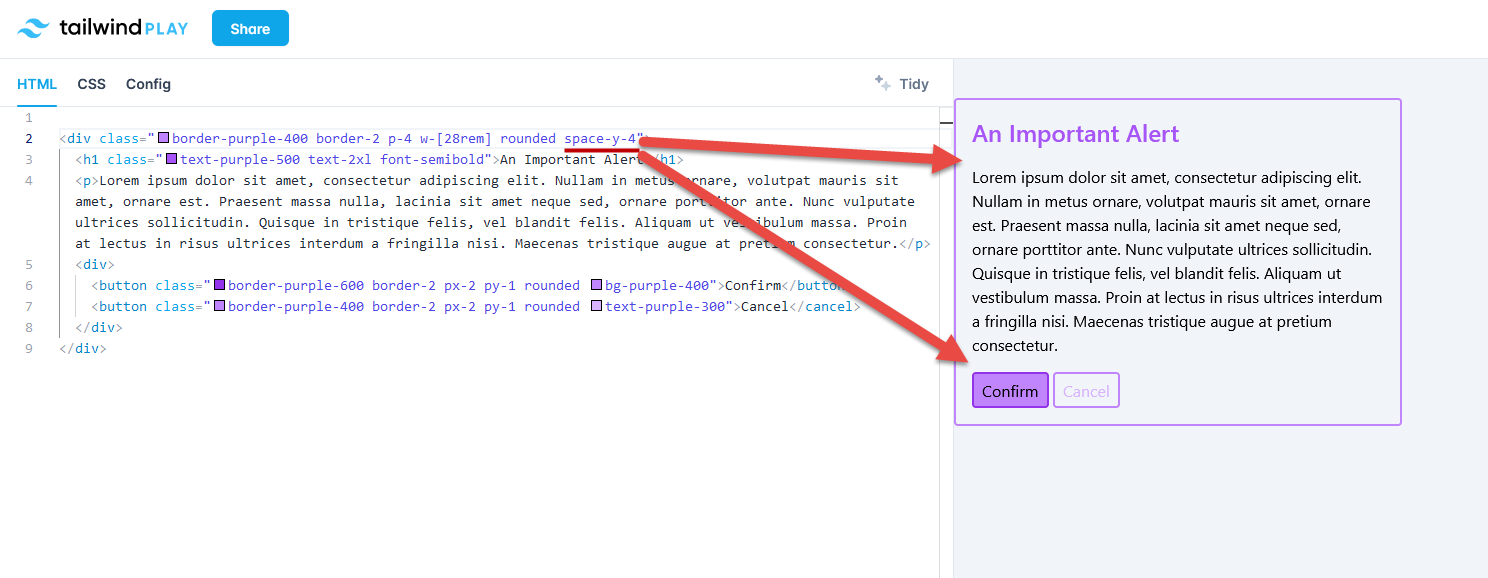 tailwind PLAY
Share
HTML CSS Config
Tidy
1
2 <div class="border-purple-400 border-2 p-4 w-[28rem] rounded space-y-4">
3 <h1 class="text-purple-500 text-2xl font-semibold">An Important Alert</h1>
4 <p>Lorem ipsum dolor sit amet, consectetur adipiscing elit. Nullam in metus ornare, volutpat mauris sit
amet, ornare est. Praesent massa nulla, lacinia sit amet neque sed, ornare porttitor ante. Nunc vulputate
ultrices sollicitudin. Quisque in tristique felis, vel blandit felis. Aliquam ut vestibulum massa. Proin
at lectus in risus ultrices interdum a fringilla nisi. Maecenas tristique augue at pretium consectetur.</p>
5 <div>
6 <button class="border-purple-600 border-2 px-2 py-1 rounded bg-purple-400">Confirm</button>
7 <button class="border-purple-400 border-2 px-2 py-1 rounded text-purple-300">Cancel</cancel>
8 </div>
9 </div>
An Important Alert
Lorem ipsum dolor sit amet, consectetur adipiscing elit.
Nullam in metus ornare, volutpat mauris sit amet, ornare
est. Praesent massa nulla, lacinia sit amet neque sed,
ornare porttitor ante. Nunc vulputate ultrices sollicitudin.
Quisque in tristique felis, vel blandit felis. Aliquam ut
vestibulum massa. Proin at lectus in risus ultrices interdum
a fringilla nisi. Maecenas tristique augue at pretium
consectetur.
Confirm Cancel